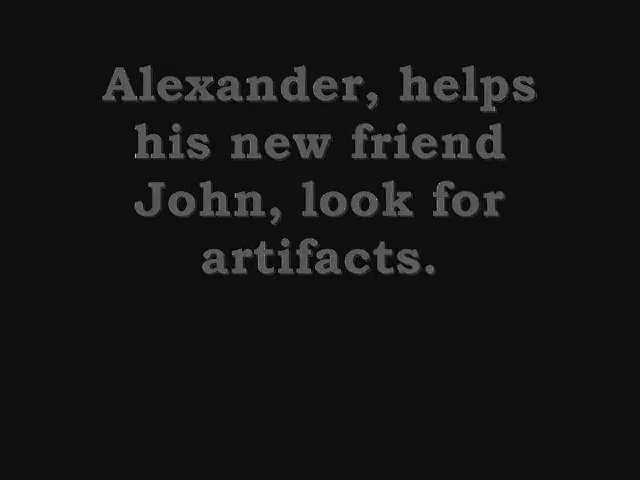 Alexander, helps
his new friend
John, look for
artifacts.